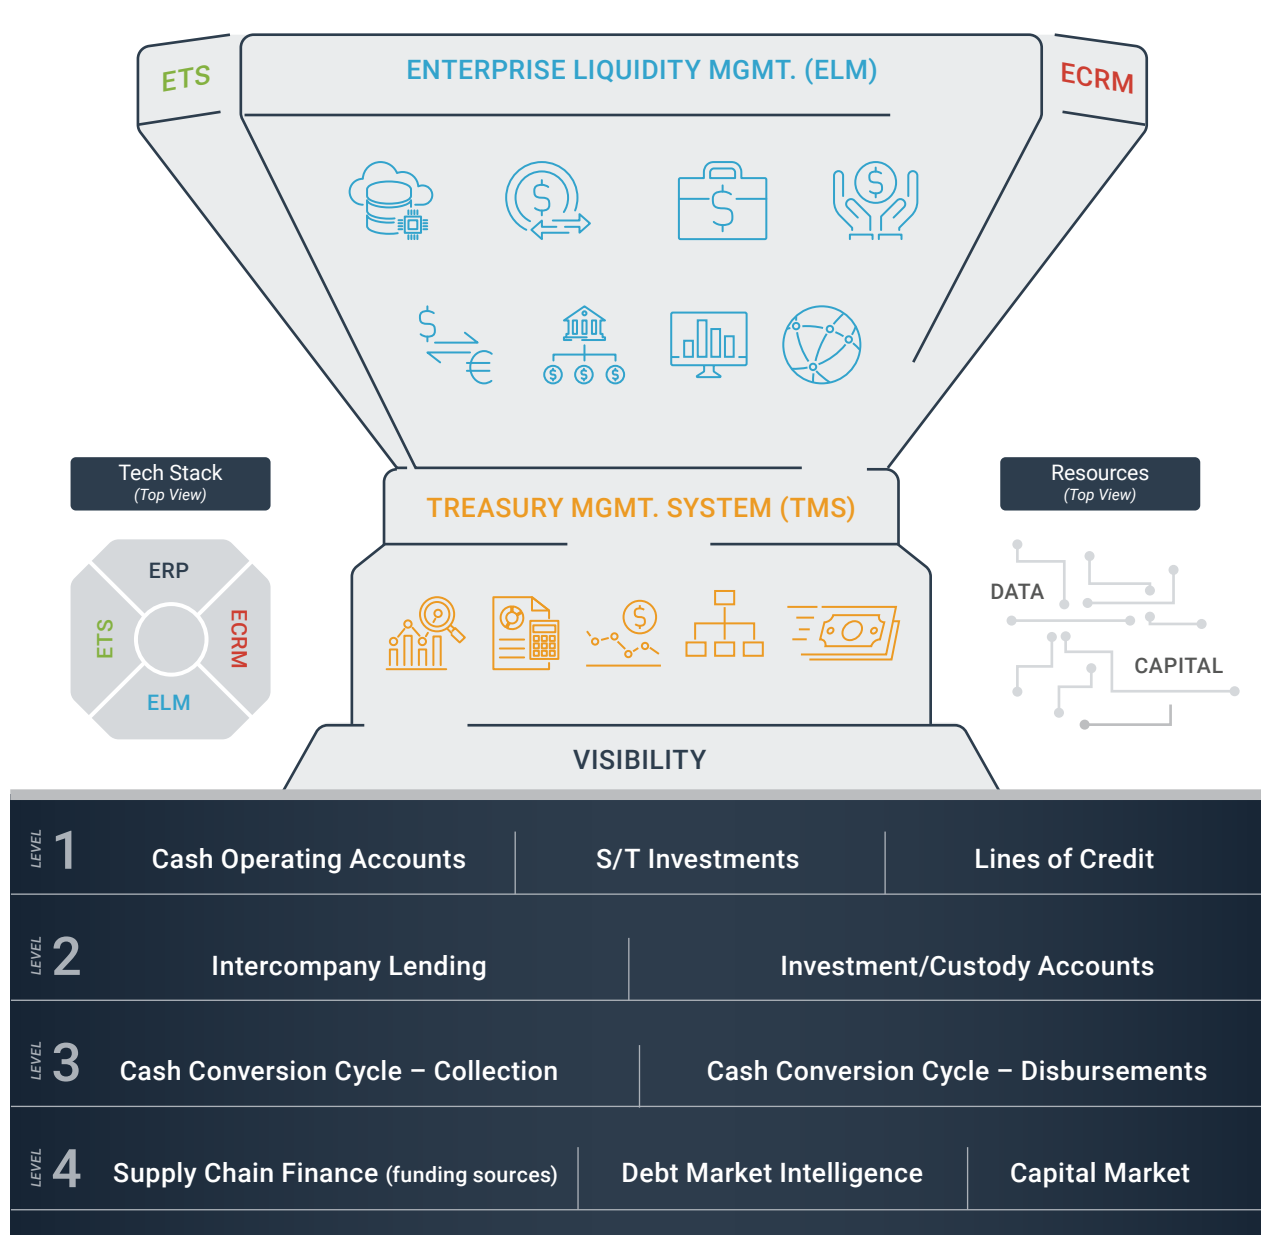 ETS
ENTERPRISE LIQUIDITY MGMT. (ELM)
ECRM
$
$
$
$
$
€
$ $ $
Tech Stack
(Top View)
TREASURY MGMT. SYSTEM (TMS)
Resources
(Top View)
ERP
ETS
ECRM
ELM
$
DATA
CAPITAL
VISIBILITY
LEVEL 1
Cash Operating Accounts
S/T Investments
Lines of Credit
LEVEL 2
Intercompany Lending
Investment/Custody Accounts
LEVEL 3
Cash Conversion Cycle – Collection
Cash Conversion Cycle – Disbursements
LEVEL 4
Supply Chain Finance (funding sources)
Debt Market Intelligence
Capital Market